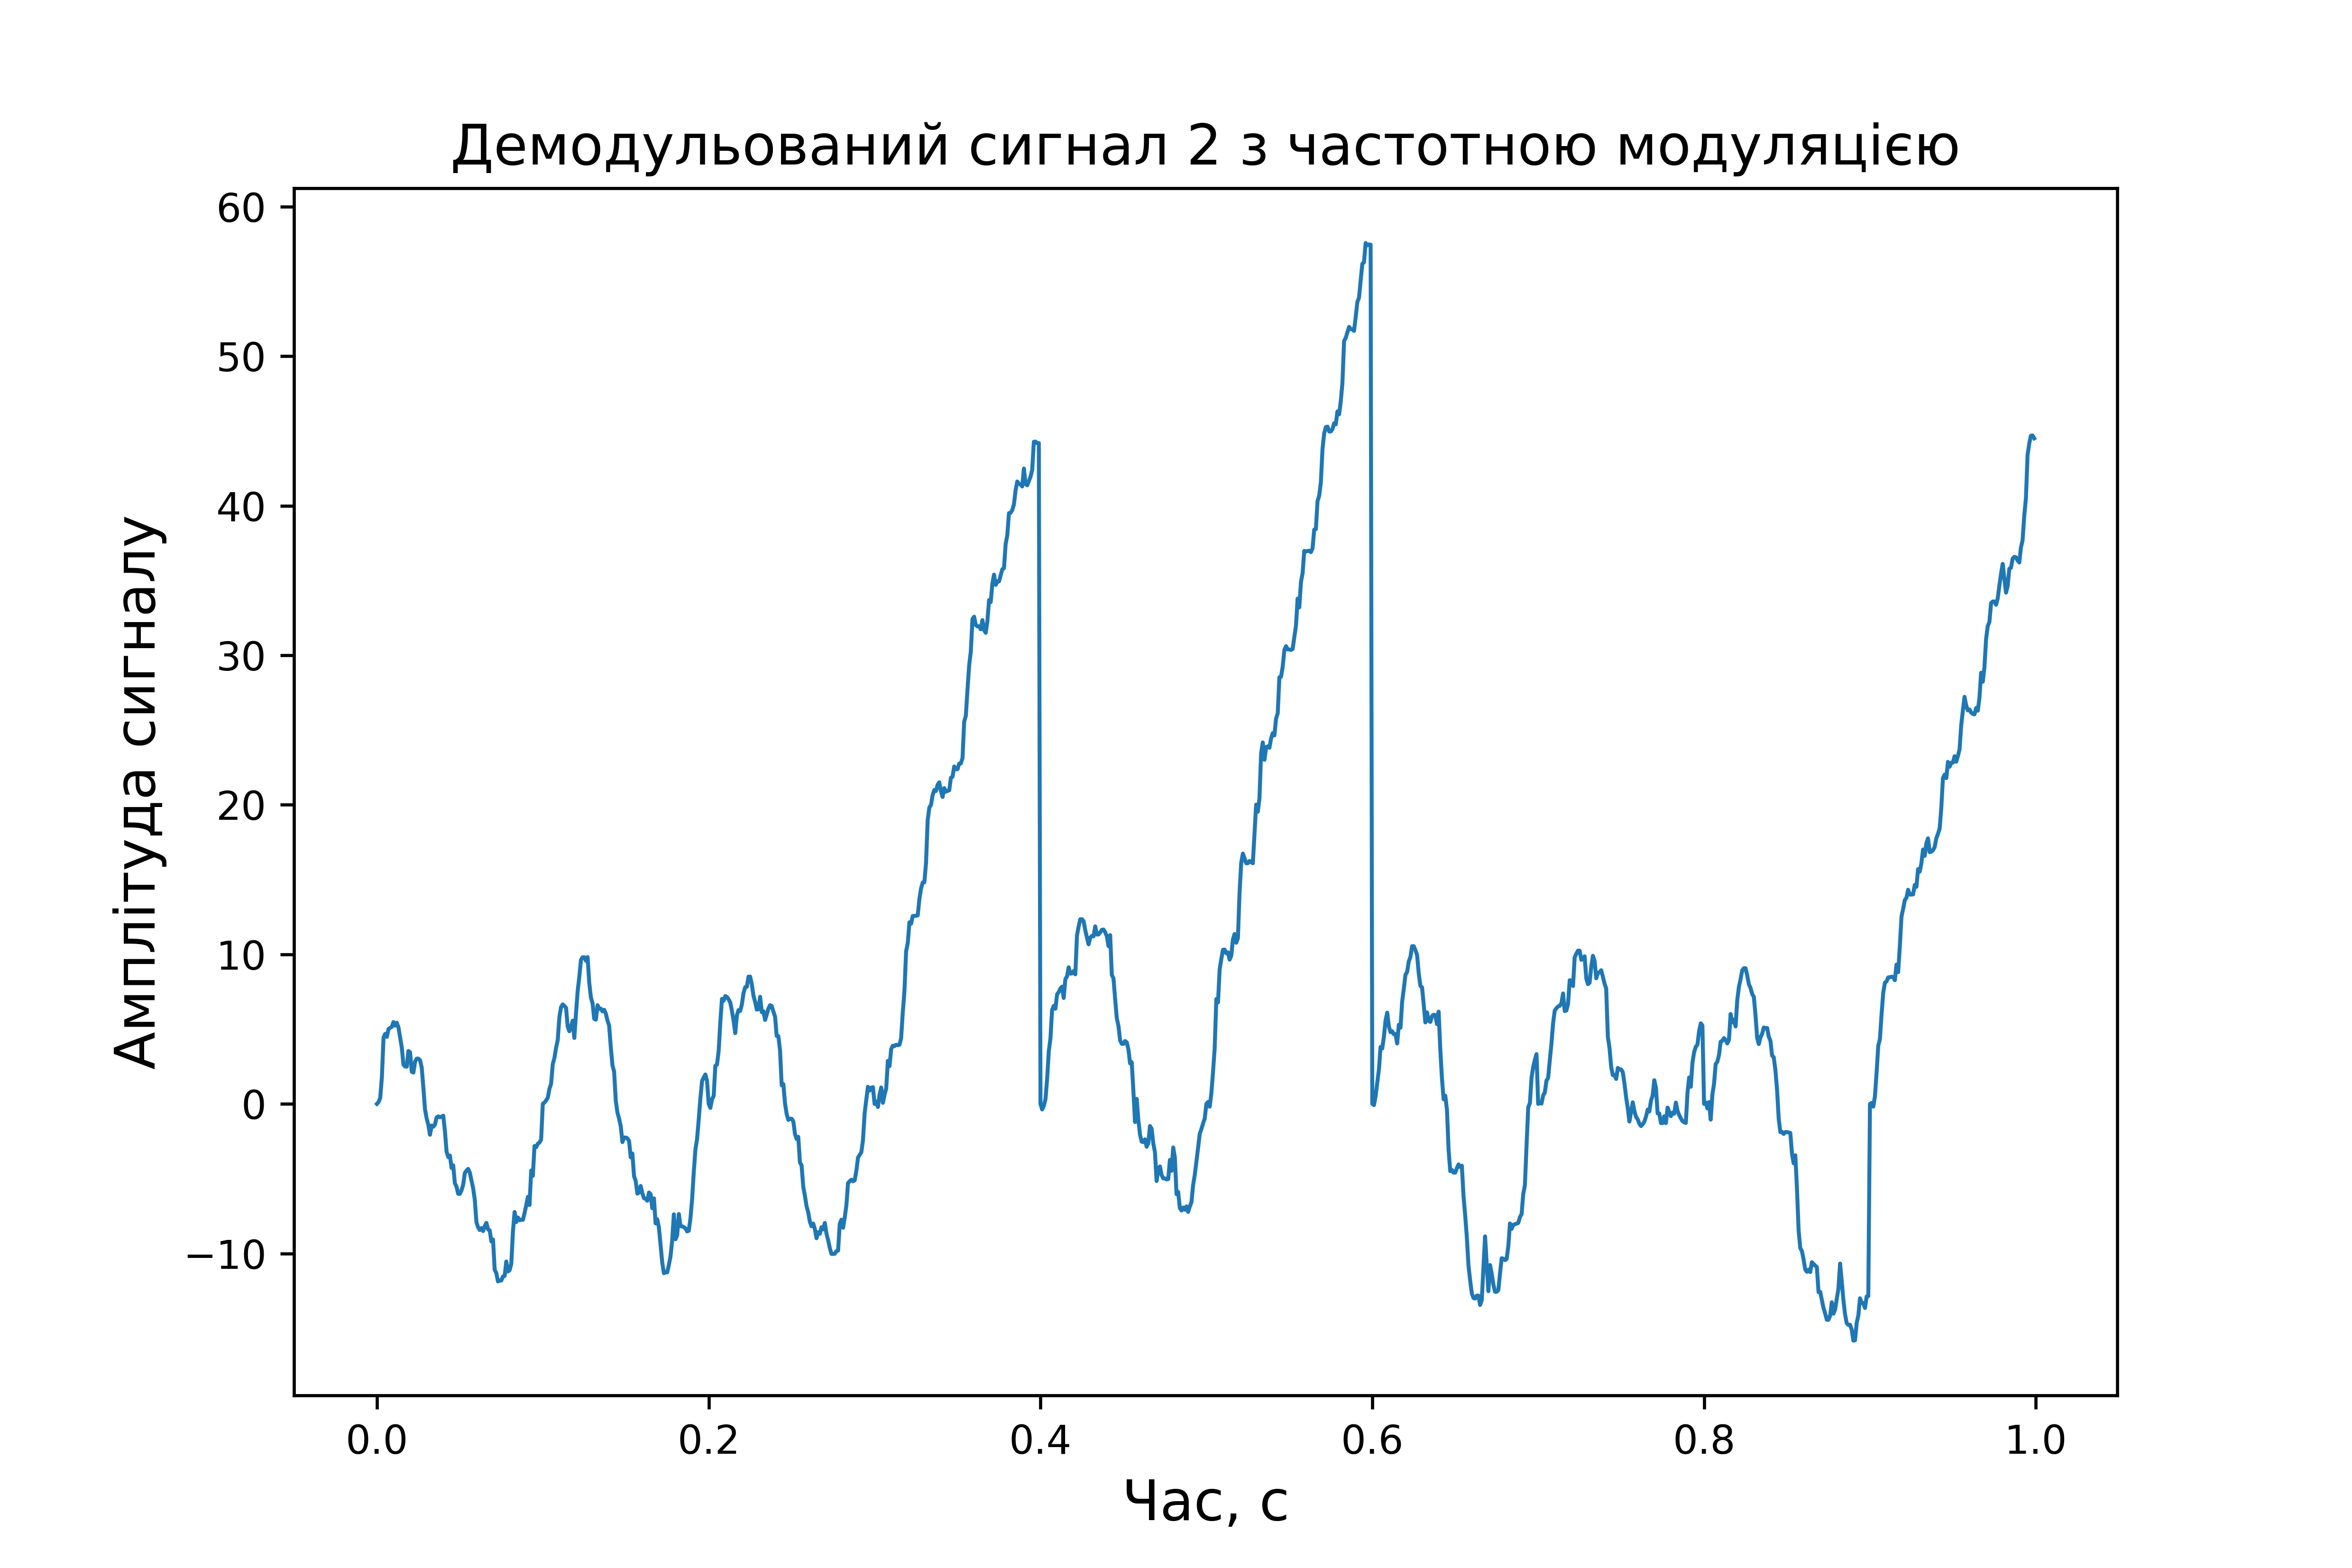 Демодульований сигнал 2 з частотною модуляцією
60
50
40
30
20
10
0
−10
Амплітуда сигналу
0.0 0.2 0.4 0.6 0.8 1.0
Час, с